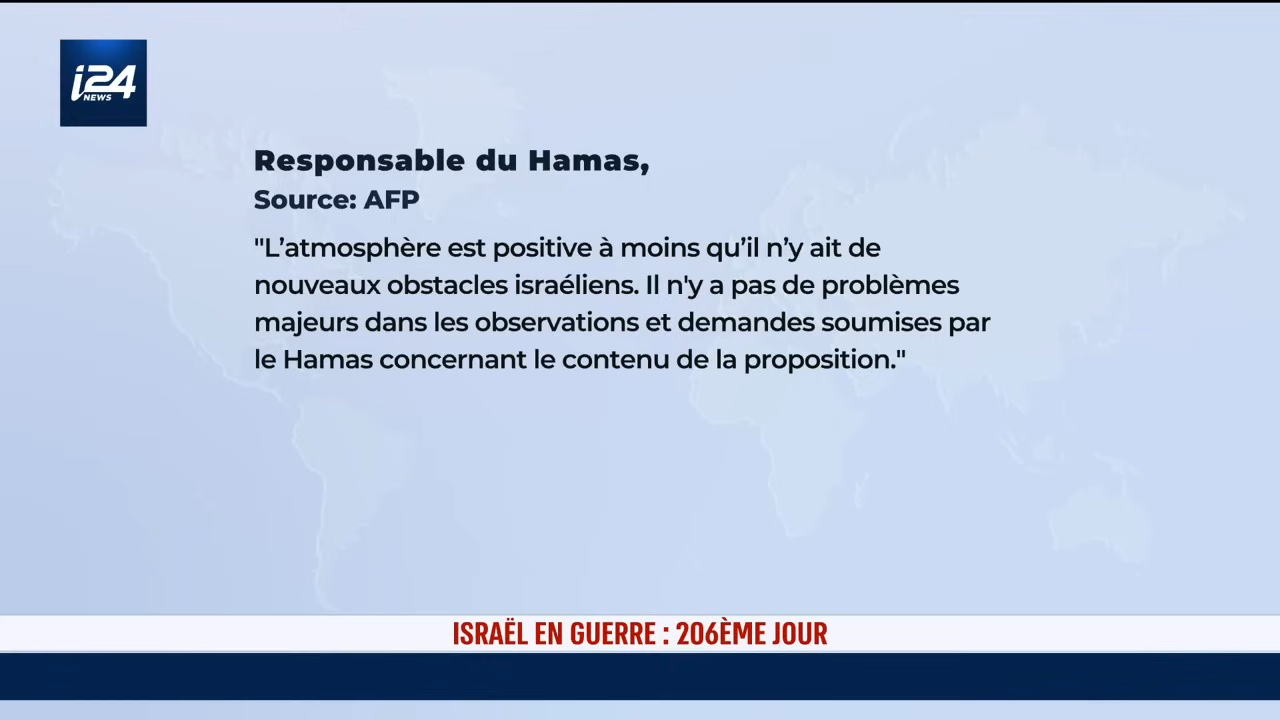 i24
NEWS
Responsable du Hamas,
Source: AFP
"L’atmosphère est positive à moins qu’il n’y ait de
nouveaux obstacles israéliens. Il n'y a pas de problèmes
majeurs dans les observations et demandes soumises par
le Hamas concernant le contenu de la proposition."
ISRAËL EN GUERRE : 206ÈME JOUR